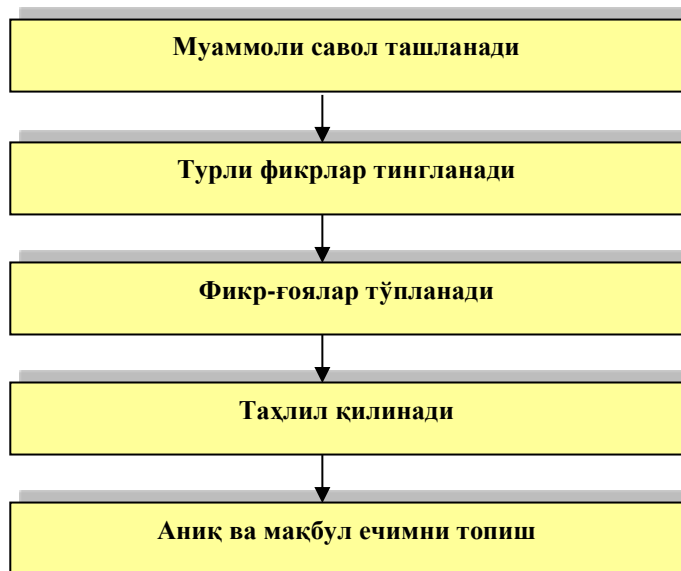 Муаммоли савол ташланади
Турли фикрлар тингланади
Фикр-ғоялар тўпланади
Таҳлил қилинади
Аниқ ва мақбул ечимни топиш